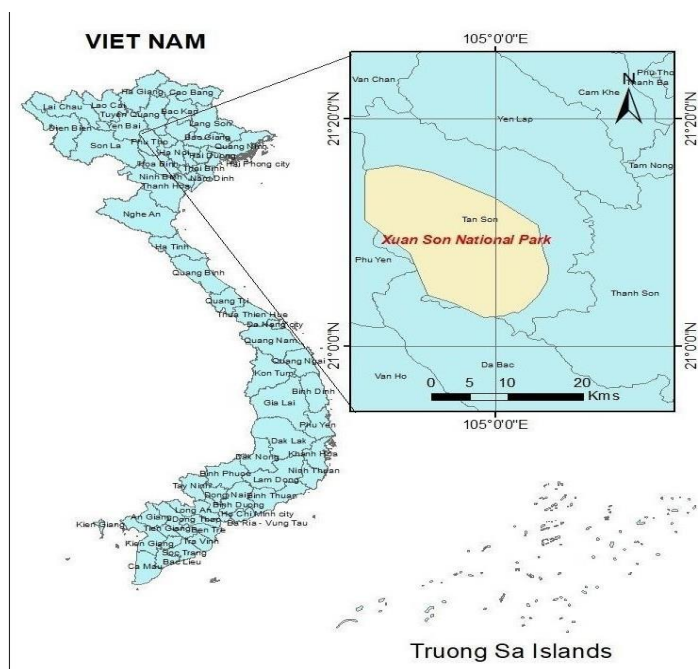 VIET NAM
Ha Giang
Cao Bang
Lai Chau
Lao Cai
Tuyen Quang
Bac Kan
Dien Bien
Yen Bai
Lang Son
Son La
Phu Tho
Bac Giang
Quang Ninh
Ha Noi
Hai Duong
Hai Phong city
Hoa Binh
Thai Binh
Ninh Binh
Nam Dinh
Thanh Hoa
Nghe An
Ha Tinh
Quang Binh
Quang Tri
Thua Thien Hue
Da Nang city
Quang Nam
Quang Ngai
Kon Tum
Binh Dinh
Gia Lai
Phu Yen
Dak Lak
Khanh Hoa
Dak Nong
Ninh Thuan
Binh Phuoc
Lam Dong
Tay Ninh
Dong Nai
Binh Thuan
Binh Duong
Long An
Ho Chi Minh city
An Giang
Dong Thap
Ba Ria - Vung Tau
Kien Giang
Tien Giang
Ben Tre
Kien Giang
Tra Vinh
Soc Trang
Bac Lieu
Ca Mau
105°0'0"E
Van Chan
Phu Tho
Thanh Ba
Cam Khe
N
21°20'0"N
21°20'0"N
Yen Lap
Tam Nong
Tan Son
Xuan Son National Park
Phu Yen
Thanh Son
21°0'0"N
21°0'0"N
Da Bac
Van Ho
0 5 10 20
Kms
105°0'0"E
Truong Sa Islands